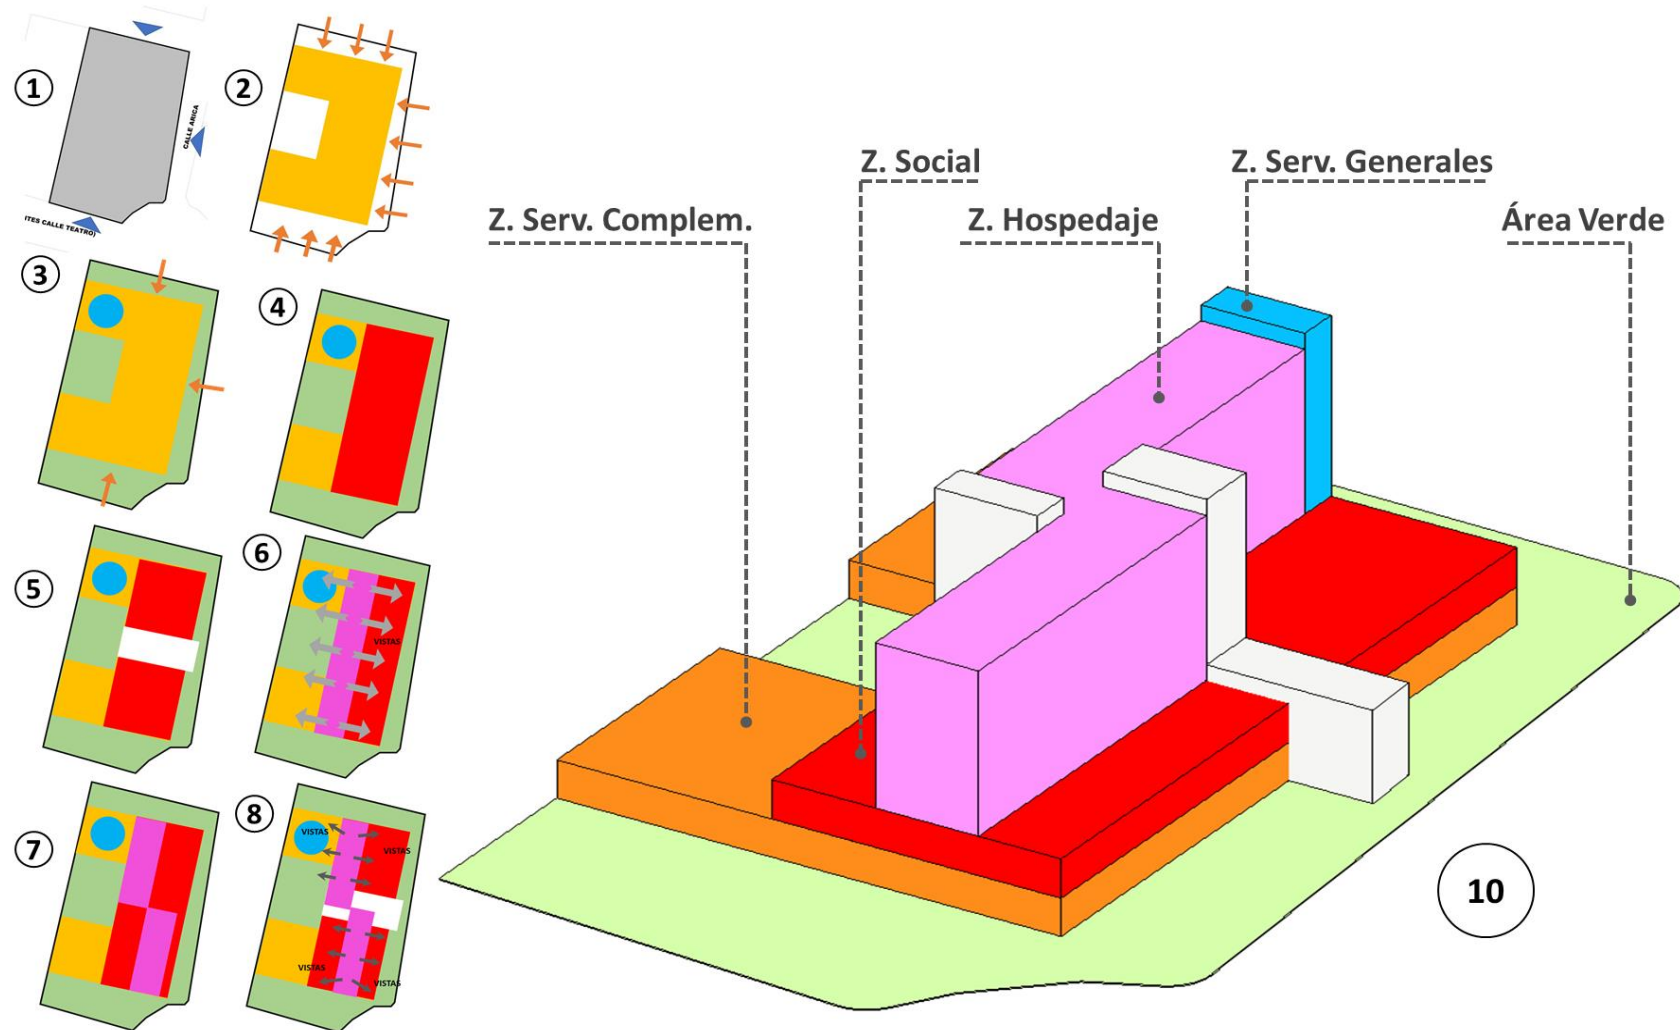 1
CALLE ARICA
ITES CALLE TEATRO)
2
3
4
5
6
VISTAS
7
8
VISTAS
VISTAS
VISTAS
VISTAS
Z. Serv. Complem.
Z. Social
Z. Hospedaje
Z. Serv. Generales
Área Verde
10